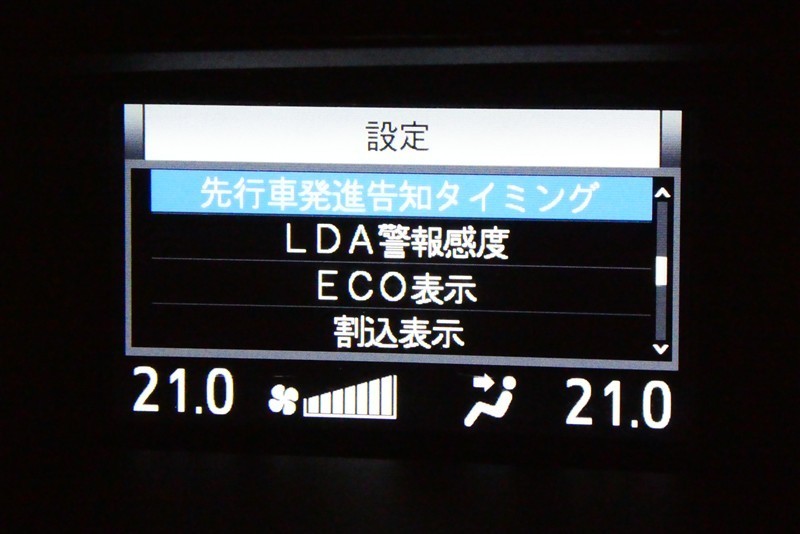 設定
先行車発進告知タイミング
LDA警報感度
ECO表示
割込表示
21.0 21.0